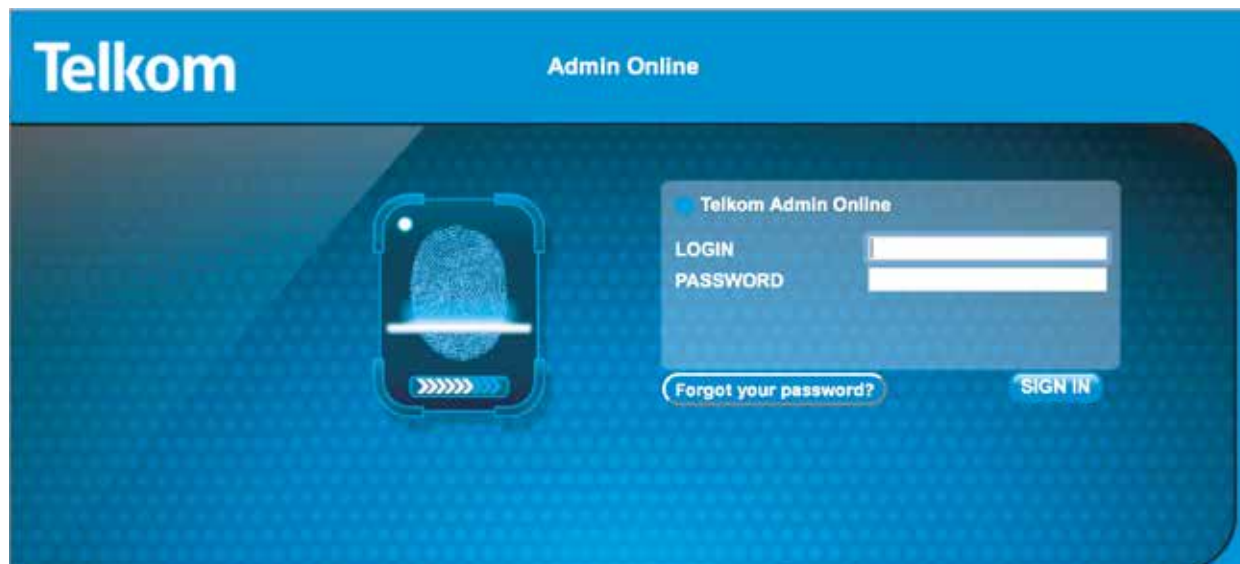 Telkom
Admin Online
Telkom Admin Online
LOGIN
PASSWORD
Forgot your password?
SIGN IN